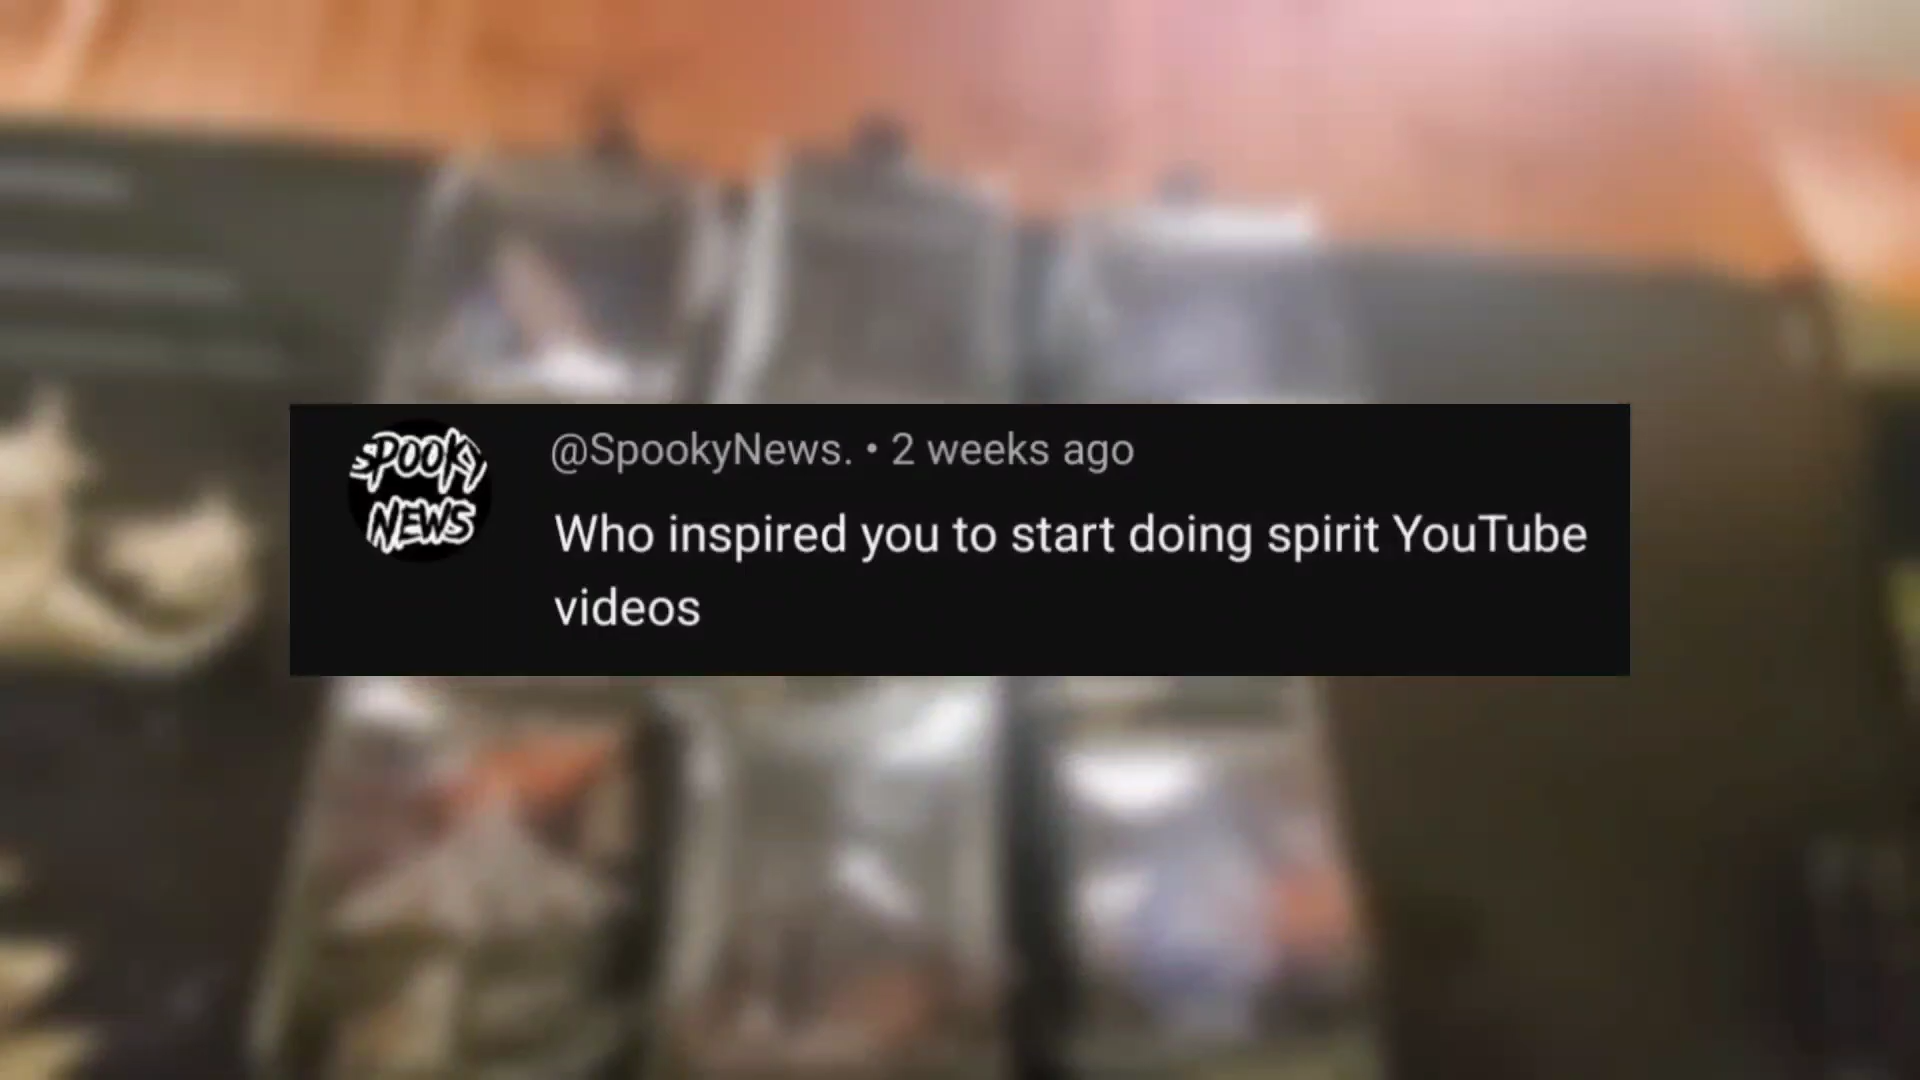 SPOOKY
NEWS
@SpookyNews. • 2 weeks ago
Who inspired you to start doing spirit YouTube
videos